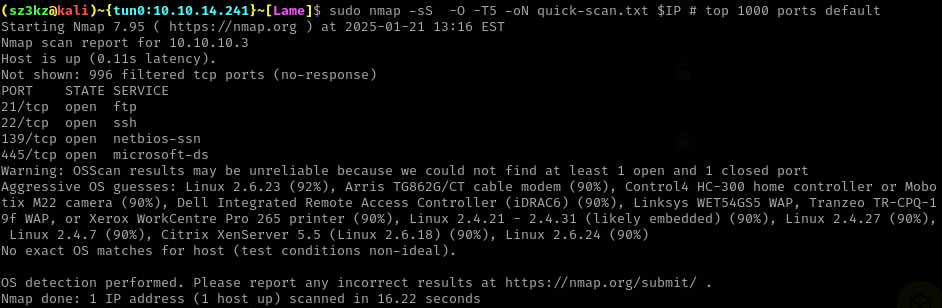 (sz3kz@kali)~{tun0:10.10.14.241}~[Lame]$ sudo nmap -sS  -O -T5 -oN quick-scan.txt $IP # top 1000 ports default
Starting Nmap 7.95 ( https://nmap.org ) at 2025-01-21 13:16 EST
Nmap scan report for 10.10.10.3
Host is up (0.11s latency).
Not shown: 996 filtered tcp ports (no-response)
PORT    STATE SERVICE
21/tcp  open  ftp
22/tcp  open  ssh
139/tcp open  netbios-ssn
445/tcp open  microsoft-ds
Warning: OSScan results may be unreliable because we could not find at least 1 open and 1 closed port
Aggressive OS guesses: Linux 2.6.23 (92%), Arris TG862G/CT cable modem (90%), Control4 HC-300 home controller or Mobo
tix M22 camera (90%), Dell Integrated Remote Access Controller (iDRAC6) (90%), Linksys WET54GS5 WAP, Tranzeo TR-CPQ-1
9f WAP, or Xerox WorkCentre Pro 265 printer (90%), Linux 2.4.21 - 2.4.31 (likely embedded) (90%), Linux 2.4.27 (90%),
 Linux 2.4.7 (90%), Citrix XenServer 5.5 (Linux 2.6.18) (90%), Linux 2.6.24 (90%)
No exact OS matches for host (test conditions non-ideal).

OS detection performed. Please report any incorrect results at https://nmap.org/submit/ .
Nmap done: 1 IP address (1 host up) scanned in 16.22 seconds